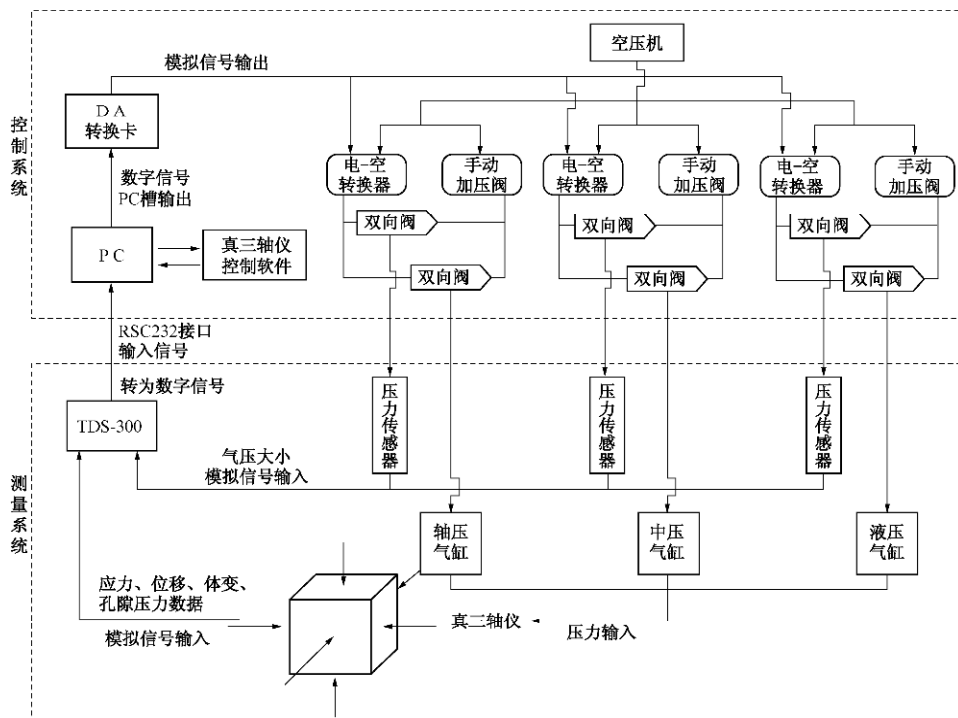 空压机
模拟信号输出
D A
转换卡
控制系统
电-空
转换器
手动
加压阀
电-空
转换器
手动
加压阀
电-空
转换器
手动
加压阀
数字信号
PC槽输出
双向阀
双向阀
双向阀
P C
真三轴仪
控制软件
双向阀
双向阀
双向阀
RSC232接口
输入信号
转为数字信号
TDS-300
压力传感器
压力传感器
压力传感器
气压大小
模拟信号输入
测量系统
轴压
气缸
中压
气缸
液压
气缸
应力、位移、体变、
孔隙压力数据
模拟信号输入
真三轴仪
压力输入